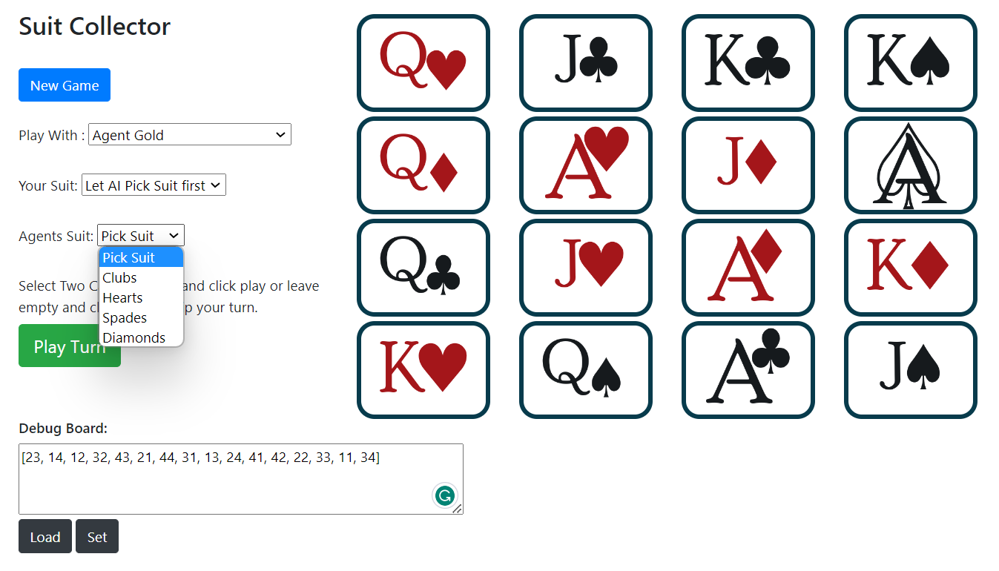 Suit Collector
New Game
Play With : Agent Gold
Your Suit: Let AI Pick Suit first
Agents Suit: Pick Suit
Pick Suit
Clubs
Hearts
Spades
Diamonds
Select Two C and click play or leave
empty and cl p your turn.
Play Turn
Q♥ J♣ K♣ K♠
Q♦ A♥ J♦ A♠
Q♣ J♥ A♦ K♦
K♥ Q♠ A♣ J♠
Debug Board:
[23, 14, 12, 32, 43, 21, 44, 31, 13, 24, 41, 42, 22, 33, 11, 34]
Load Set